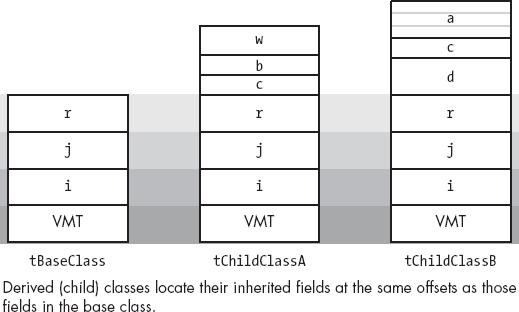 a
w
c
b
d
c
r r r
j j j
i i i
VMT VMT VMT
tBaseClass tChildClassA tChildClassB
Derived (child) classes locate their inherited fields at the same offsets as those
fields in the base class.